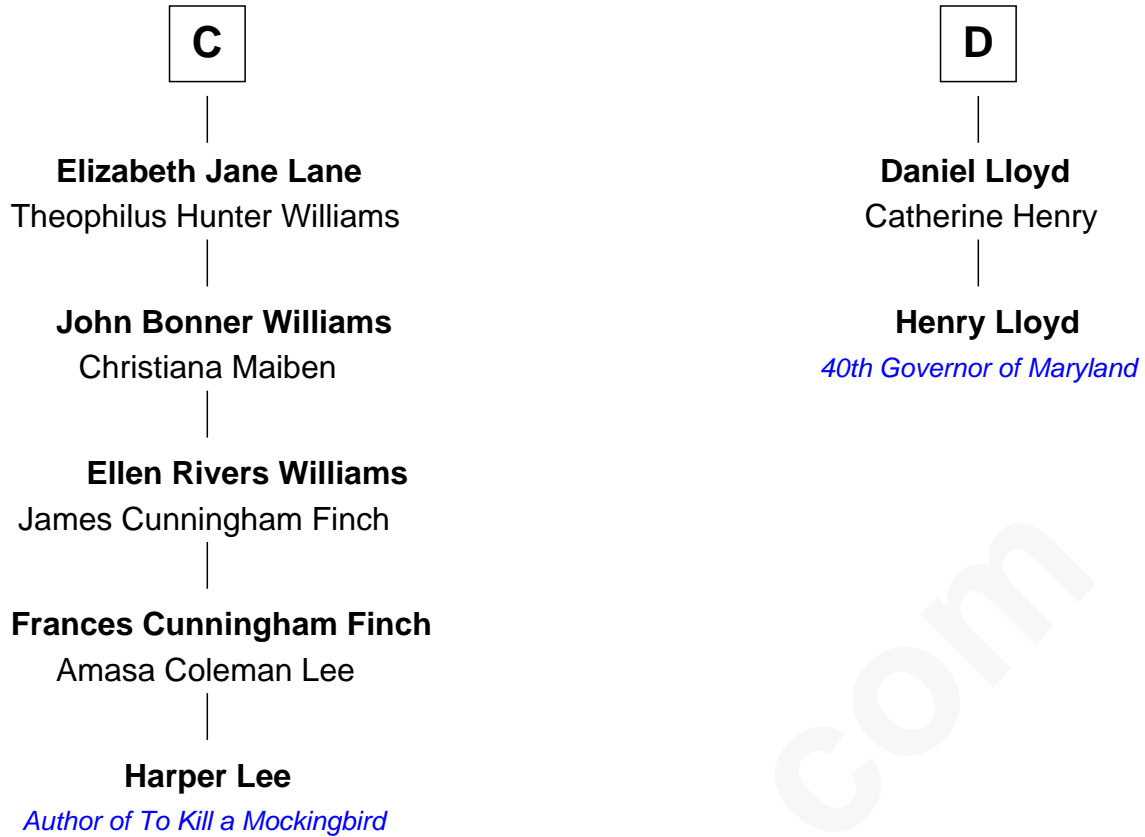 C
Elizabeth Jane Lane
Theophilus Hunter Williams
John Bonner Williams
Christiana Maiben
Ellen Rivers Williams
James Cunningham Finch
Frances Cunningham Finch
Amasa Coleman Lee
Harper Lee
Author of To Kill a Mockingbird
D
Daniel Lloyd
Catherine Henry
Henry Lloyd
40th Governor of Maryland
com